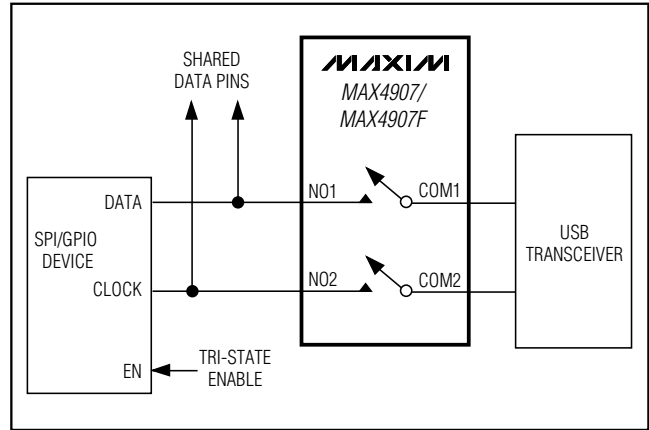 SHARED
DATA PINS
MAXIM
MAX4907/
MAX4907F
DATA
NO1
COM1
SPI/GPIO
DEVICE
USB
TRANSCEIVER
CLOCK
NO2
COM2
EN
TRI-STATE
ENABLE